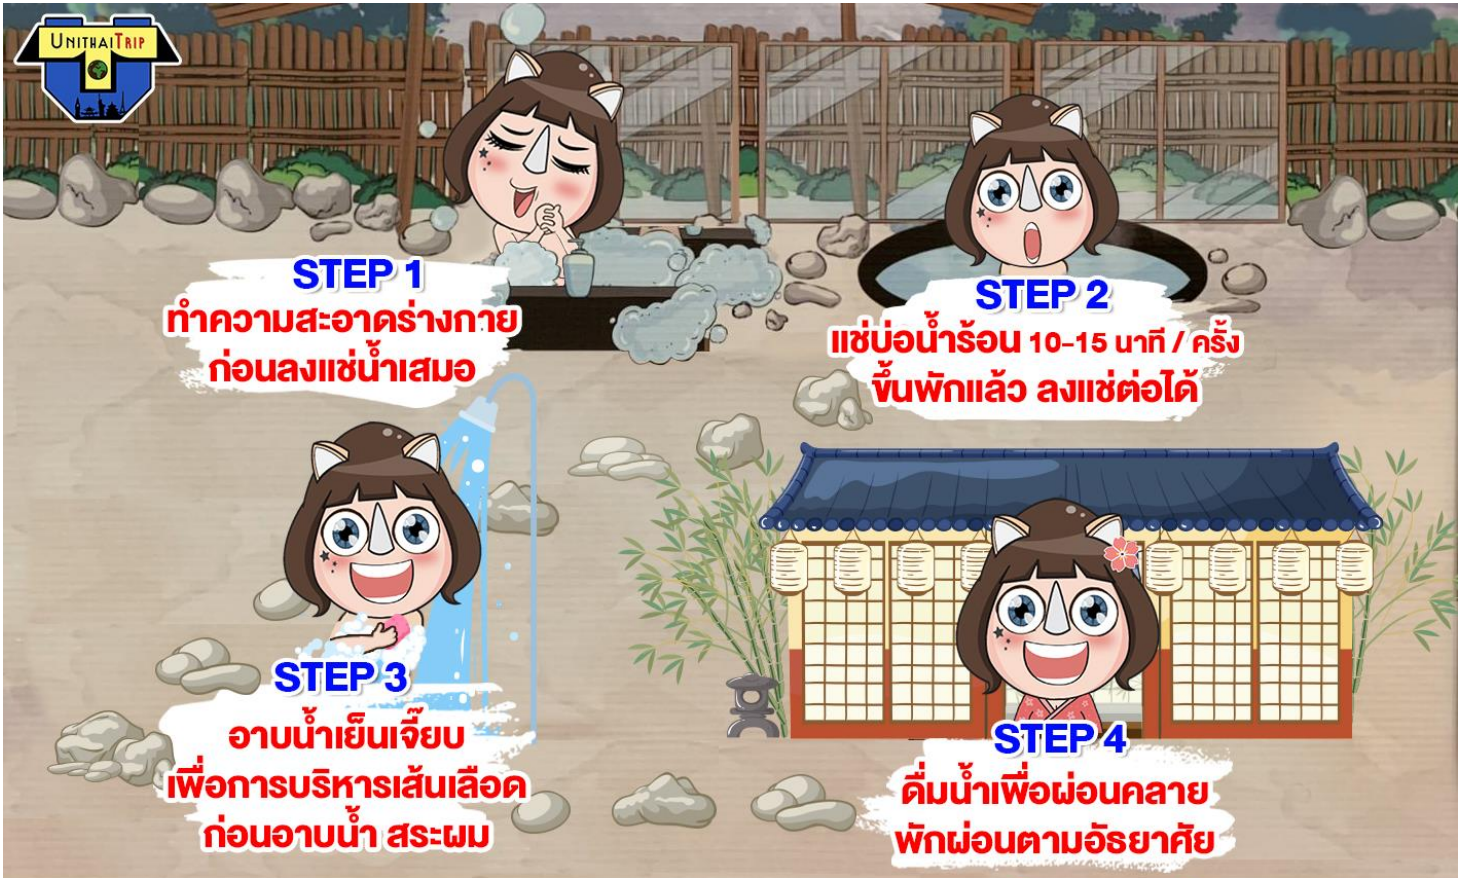 UNITHAITRIP
STEP 1
ทำความสะอาดร่างกาย
ก่อนลงแช่น้ำเสมอ
STEP 2
แช่บ่อน้ำร้อน 10-15 นาที / ครั้ง
ขึ้นพักแล้ว ลงแช่ต่อได้
STEP 3
อาบน้ำเย็นเจี๊ยบ
เพื่อการบริหารเส้นเลือด
ก่อนอาบน้ำ สระผม
STEP 4
ดื่มน้ำเพื่อผ่อนคลาย
พักผ่อนตามอัธยาศัย